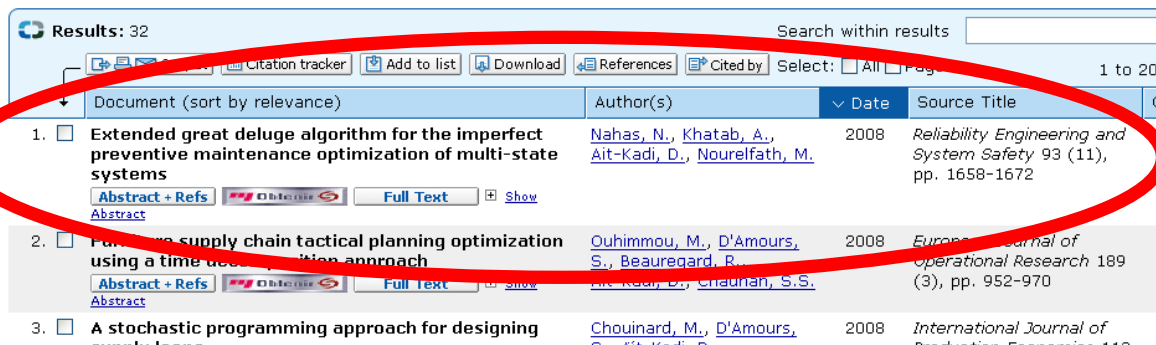 Results: 32 Search within results
Citation tracker Add to list Download References Cited by Select: All 1 to 20
Document (sort by relevance) Author(s) Date Source Title
1. Extended great deluge algorithm for the imperfect preventive maintenance optimization of multi-state systems
Nahas, N., Khatab, A.,
Ait-Kadi, D., Nourelfath, M.
2008
Reliability Engineering and
System Safety 93 (11),
pp. 1658-1672
Abstract + Refs Obtenir Full Text Show
Abstract
2. supply chain tactical planning optimization
using a time approach
Ouhimmou, M., D'Amours,
S., Beauregard, R.,
Ait-Kadi, D., Chauhan, S.S.
2008
Journal of
Operational Research 189
(3), pp. 952-970
Abstract + Refs Obtenir Full Text Show
Abstract
3. A stochastic programming approach for designing
Chouinard, M., D'Amours,
2008
International Journal of